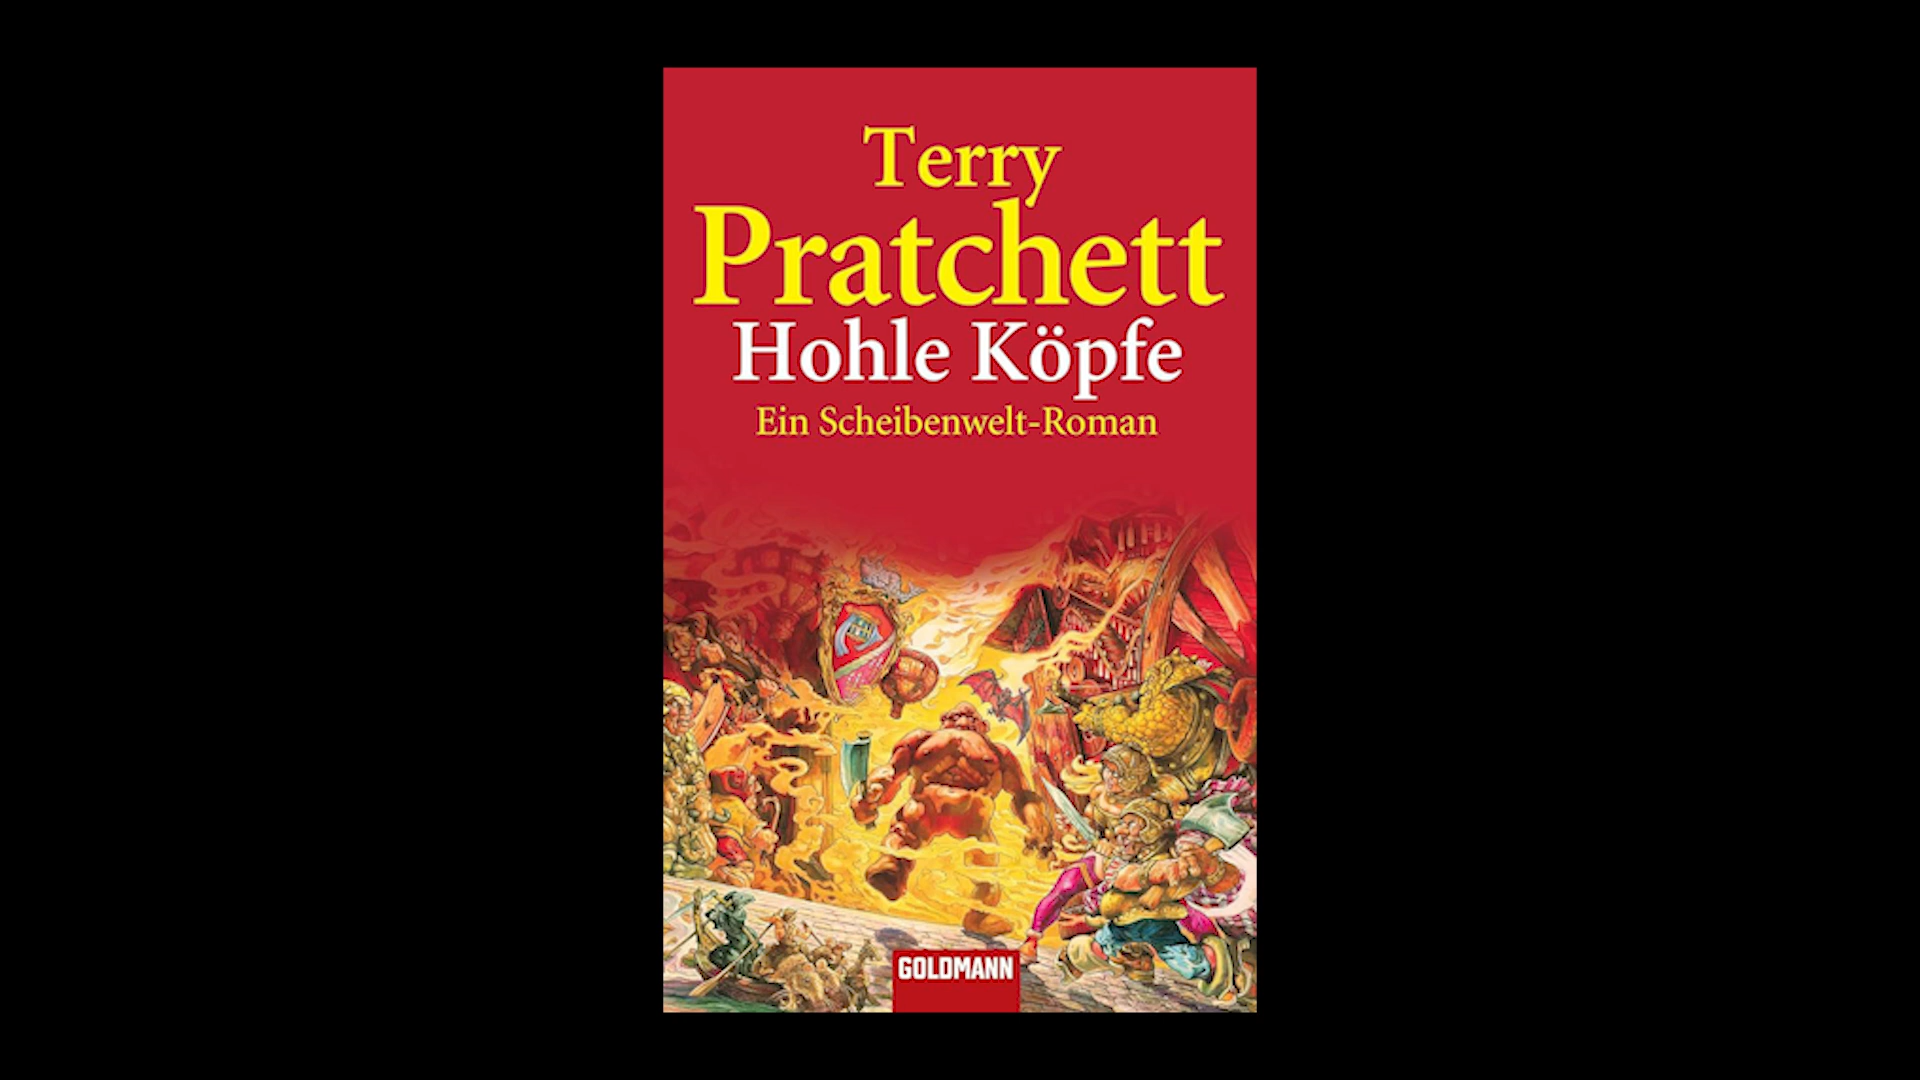 Terry
Pratchett
Hohle Köpfe
Ein Scheibenwelt-Roman
GOLDMANN